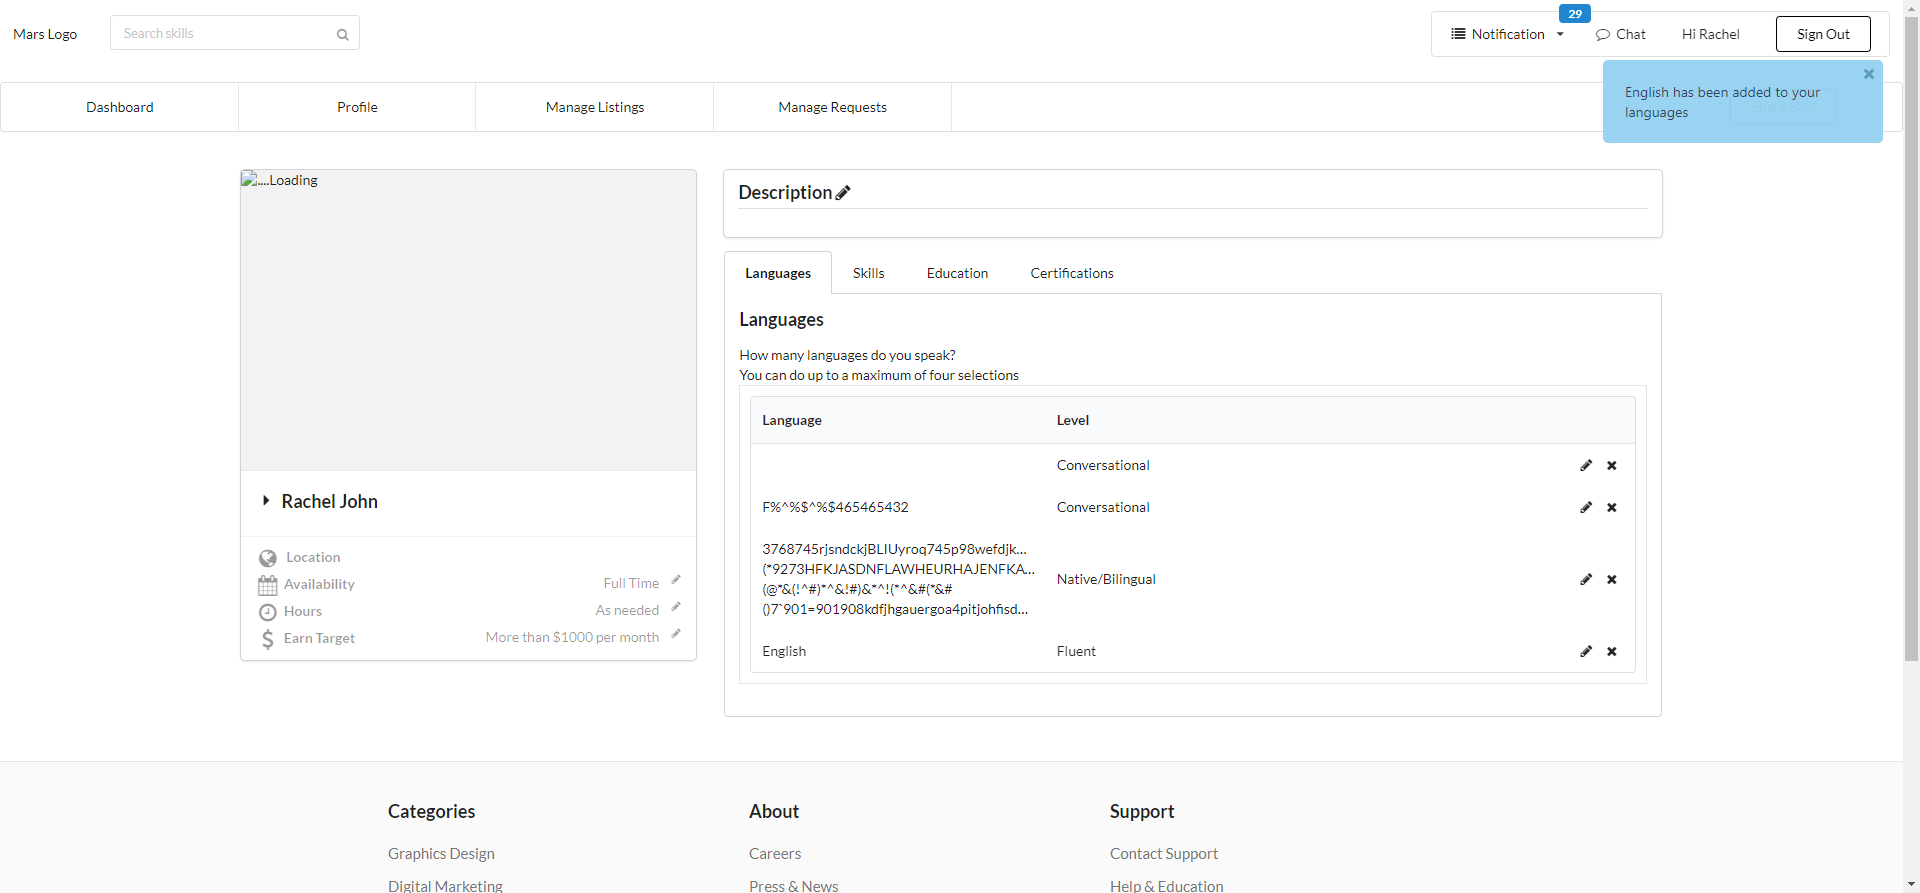 Mars Logo
Search skills
29
Notification
Chat
Hi Rachel
Sign Out
English has been added to your
languages
Dashboard
Profile
Manage Listings
Manage Requests
....Loading
Rachel John
Location
Availability
Full Time
Hours
As needed
Earn Target
More than $1000 per month
Description
Languages
Skills
Education
Certifications
Languages
How many languages do you speak?
You can do up to a maximum of four selections
Language
Level
Conversational
F%^%$^%$465465432
Conversational
3768745rjsndckjBLIUyroq745p98wefdjk...
(*9273HFKJASDNFLAWHEURHAJENFKA...
(@*&(!^#)*^&!#)&*^!(*^&#(*&#
()7`901=901908kdfjhgauergoa4pitjohfisd...
Native/Bilingual
English
Fluent
Categories
About
Support
Graphics Design
Careers
Contact Support
Digital Marketing
Press & News
Help & Education